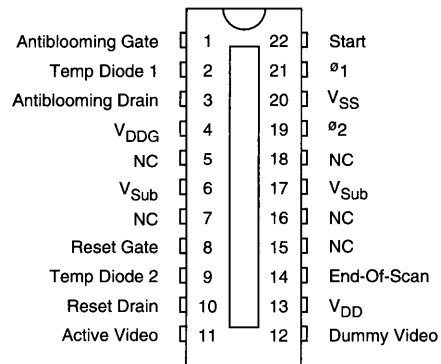 Antiblooming Gate 1 22 Start
Temp Diode 1 2 21 ø1
Antiblooming Drain 3 20 VSS
VDDG 4 19 ø2
NC 5 18 NC
VSub 6 17 VSub
NC 7 16 NC
Reset Gate 8 15 NC
Temp Diode 2 9 14 End-Of-Scan
Reset Drain 10 13 VDD
Active Video 11 12 Dummy Video